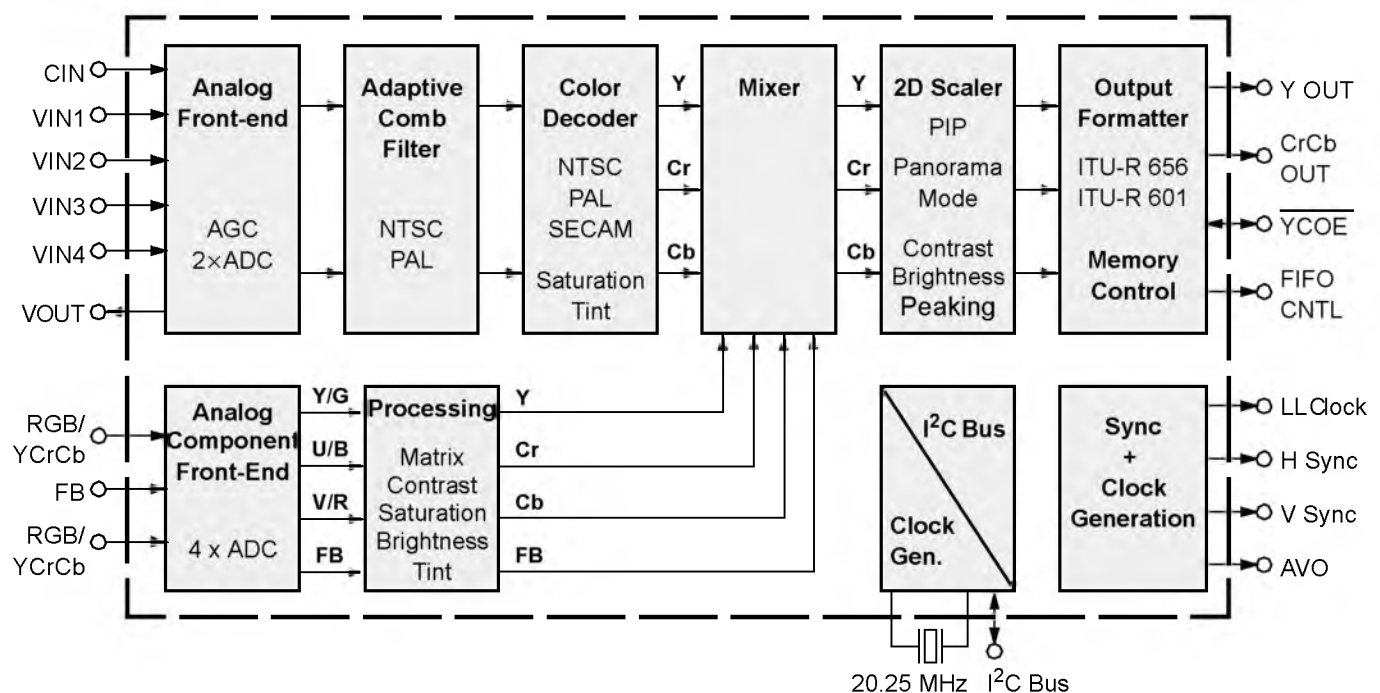 CIN
VIN1
VIN2
VIN3
VIN4
VOUT
Analog
Front-end
AGC
2×ADC
Adaptive
Comb
Filter
NTSC
PAL
Color
Decoder
NTSC
PAL
SECAM
Saturation
Tint
Y
Cr
Cb
Mixer
Y
Cr
Cb
2D Scaler
PIP
Panorama
Mode
Contrast
Brightness
Peaking
Output
Formatter
ITU-R 656
ITU-R 601
Memory
Control
Y OUT
CrCb
OUT
YCOE
FIFO
CNTL
RGB/
YCrCb
FB
RGB/
YCrCb
Analog
Component
Front-End
4 x ADC
Y/G
U/B
V/R
FB
Processing
Matrix
Contrast
Saturation
Brightness
Tint
Y
Cr
Cb
FB
I²C Bus
Clock
Gen.
Sync
+
Clock
Generation
LLClock
H Sync
V Sync
AVO
20.25 MHz
I²C Bus